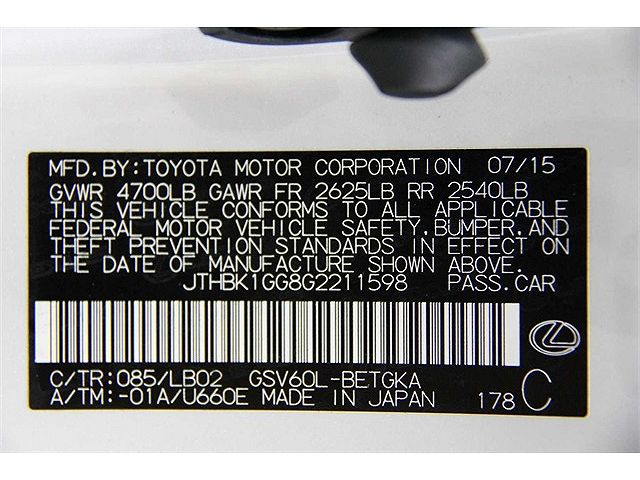 MFD.BY:TOYOTA MOTOR CORPORATION 07/15
GVWR 4700LB GAWR FR 2625LB RR 2540LB
THIS VEHICLE CONFORMS TO ALL APPLICABLE
FEDERAL MOTOR VEHICLE SAFETY,BUMPER,AND
THEFT PREVENTION STANDARDS IN EFFECT ON
THE DATE OF MANUFACTURE SHOWN ABOVE.
JTHBK1GG8G2211598 PASS.CAR
C/TR:085/LB02 GSV60L-BETGKA
A/TM:-01A/U660E MADE IN JAPAN 178 C